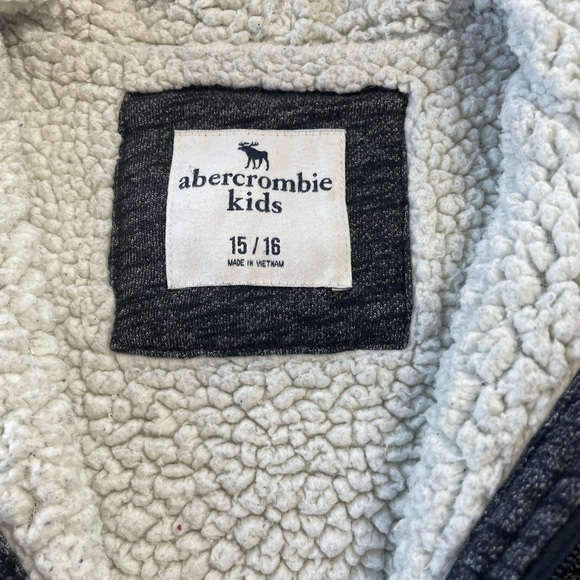 abercrombie
kids
15 / 16
MADE IN VIETNAM